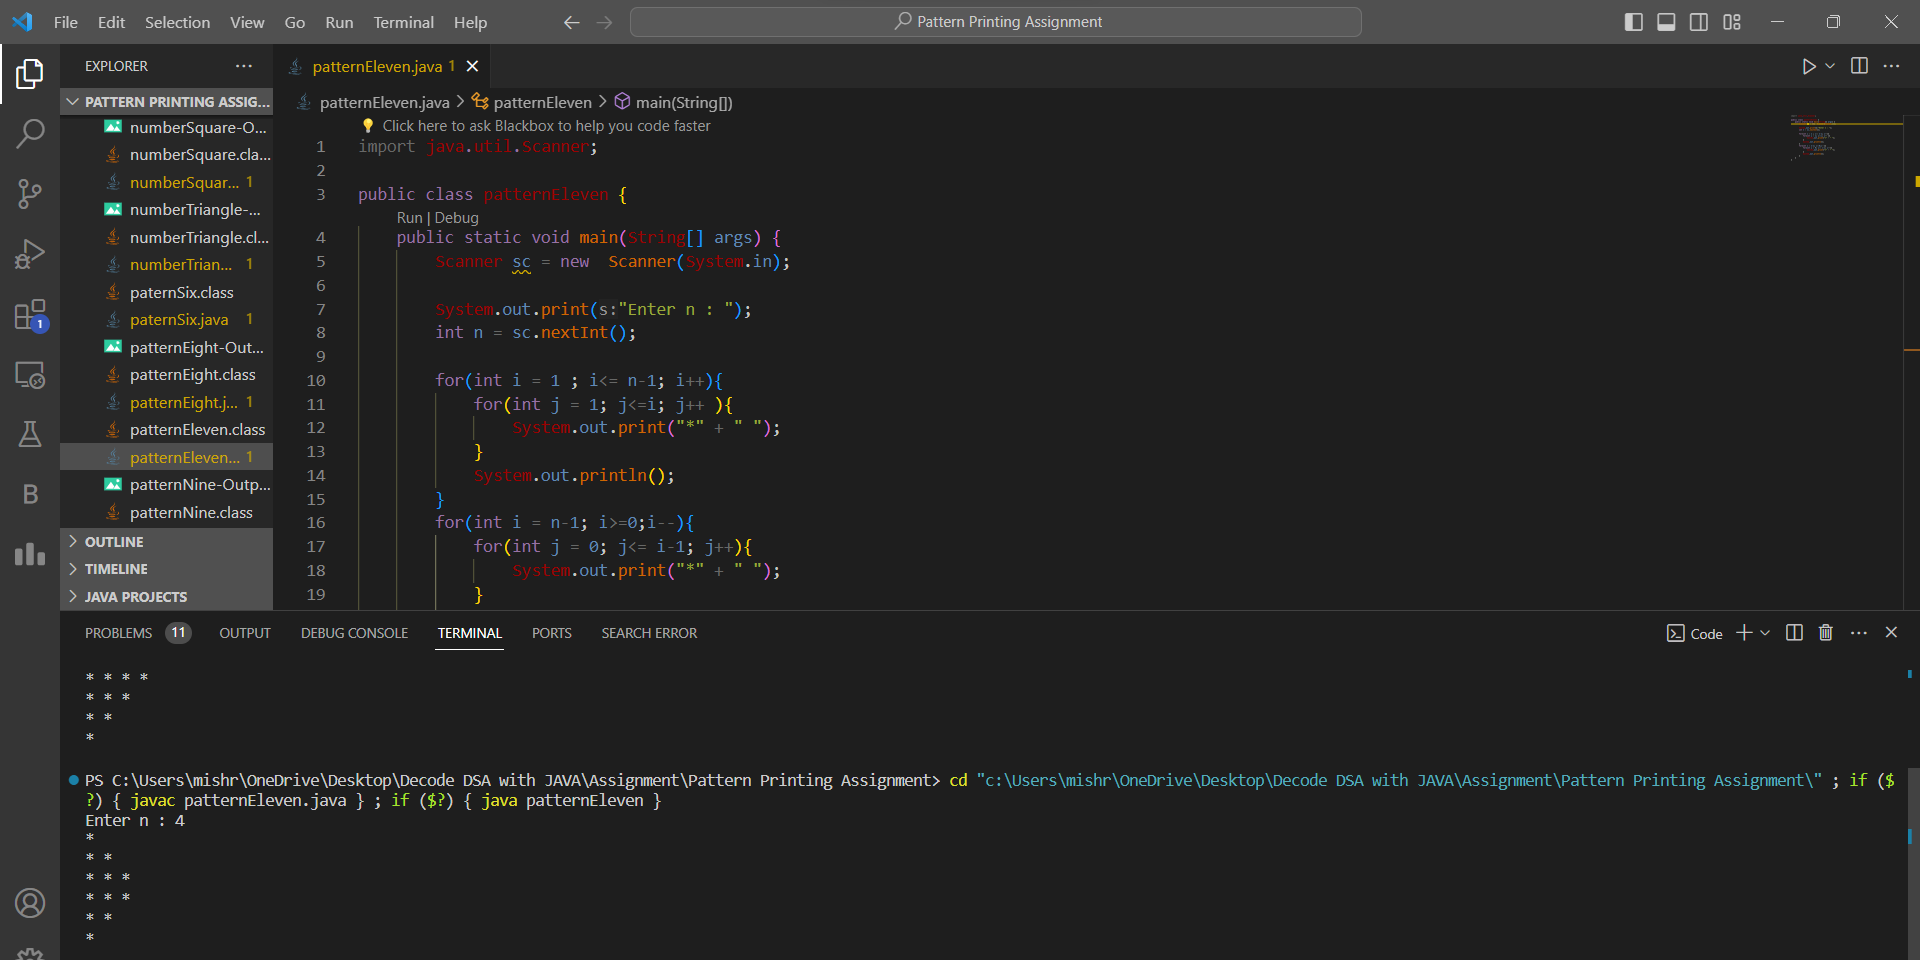 File Edit Selection View Go Run Terminal Help
Pattern Printing Assignment
EXPLORER
PATTERN PRINTING ASSIG...
numberSquare-O...
numberSquare.cla...
numberSquar... 1
numberTriangle-...
numberTriangle.cl...
numberTrian... 1
paternSix.class
paternSix.java 1
patternEight-Out...
patternEight.class
patternEight.j... 1
patternEleven.class
patternEleven... 1
patternNine-Outp...
patternNine.class
OUTLINE
TIMELINE
JAVA PROJECTS
1
B
patternEleven.java 1
patternEleven.java > patternEleven > main(String[])
Click here to ask Blackbox to help you code faster
1 import java.util.Scanner;
2
3 public class patternEleven {
Run | Debug
4 public static void main(String[] args) {
5 Scanner sc = new  Scanner(System.in);
6
7 System.out.print(s:"Enter n : ");
8 int n = sc.nextInt();
9
10 for(int i = 1 ; i<= n-1; i++){
11 for(int j = 1; j<=i; j++ ){
12 System.out.print("*" + " ");
13 }
14 System.out.println();
15 }
16 for(int i = n-1; i>=0;i--){
17 for(int j = 0; j<= i-1; j++){
18 System.out.print("*" + " ");
19 }
PROBLEMS 11 OUTPUT DEBUG CONSOLE TERMINAL PORTS SEARCH ERROR
Code
* * * *
* * *
* *
*
PS C:\Users\mishr\OneDrive\Desktop\Decode DSA with JAVA\Assignment\Pattern Printing Assignment> cd "c:\Users\mishr\OneDrive\Desktop\Decode DSA with JAVA\Assignment\Pattern Printing Assignment\" ; if ($
?) { javac patternEleven.java } ; if ($?) { java patternEleven }
Enter n : 4
*
* *
* * *
* * *
* *
*